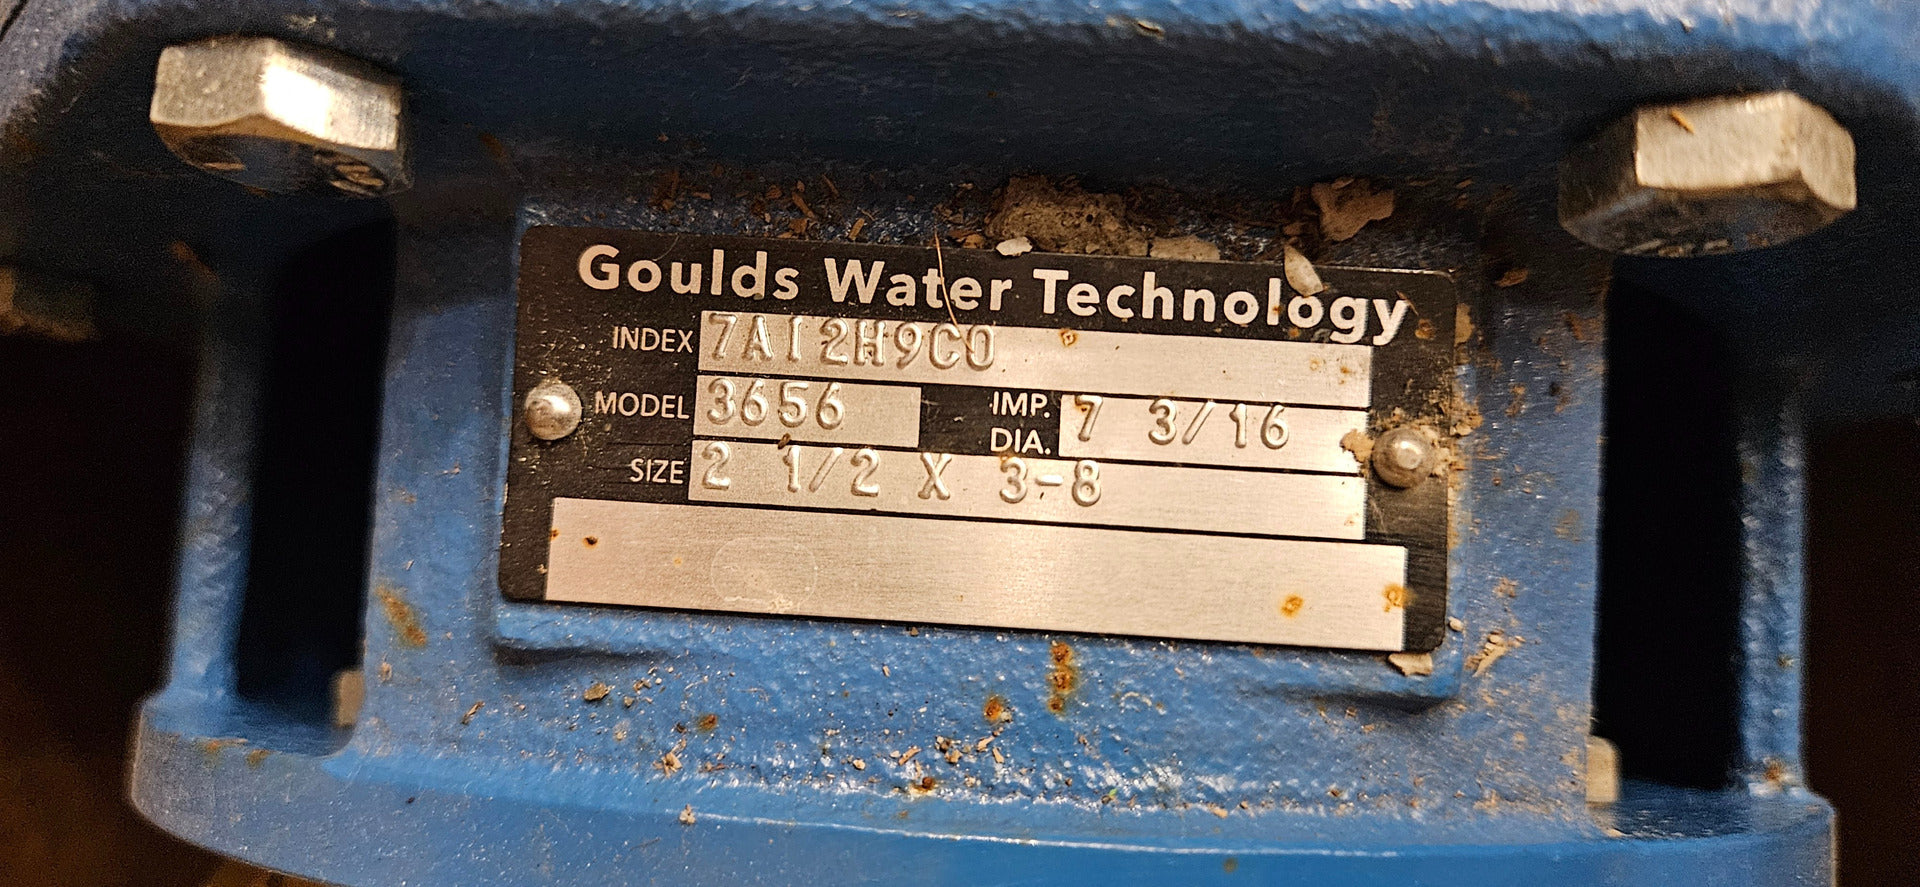 Goulds Water Technology
INDEX 7AI2H9C0
MODEL 3656 IMP. DIA. 7 3/16
SIZE 2 1/2 X 3-8